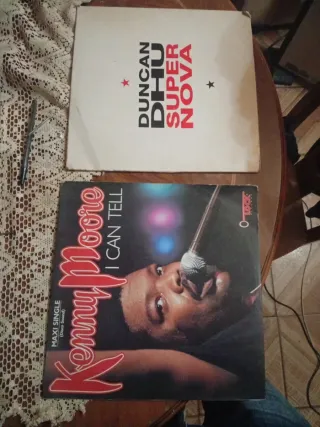 DUNCAN
DHU
SUPER
NOVA
Kenny Moore
I CAN TELL
MAXI SINGLE